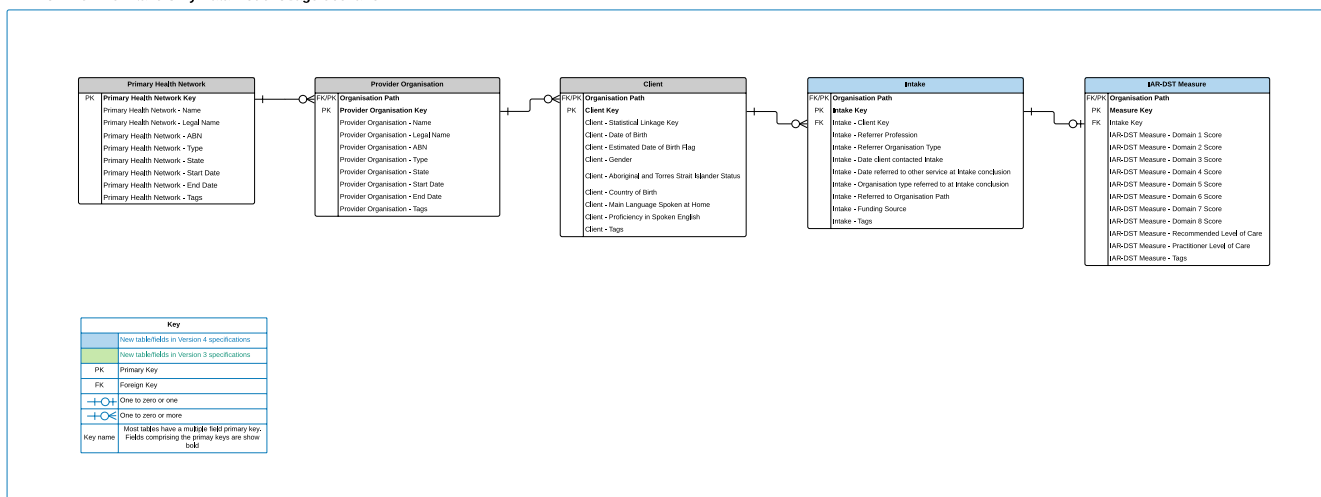 Primary Health Network
PK Primary Health Network Key
Primary Health Network - Name
Primary Health Network - Legal Name
Primary Health Network - ABN
Primary Health Network - Type
Primary Health Network - State
Primary Health Network - Start Date
Primary Health Network - End Date
Primary Health Network - Tags
Provider Organisation
FK/PK Organisation Path
PK Provider Organisation Key
Provider Organisation - Name
Provider Organisation - Legal Name
Provider Organisation - ABN
Provider Organisation - Type
Provider Organisation - State
Provider Organisation - Start Date
Provider Organisation - End Date
Provider Organisation - Tags
Client
FK/PK Organisation Path
PK Client Key
Client - Statistical Linkage Key
Client - Date of Birth
Client - Estimated Date of Birth Flag
Client - Gender
Client - Aboriginal and Torres Strait Islander Status
Client - Country of Birth
Client - Main Language Spoken at Home
Client - Proficiency in Spoken English
Client - Tags
Intake
FK/PK Organisation Path
PK Intake Key
FK Intake - Client Key
Intake - Referrer Profession
Intake - Referrer Organisation Type
Intake - Date client contacted Intake
Intake - Date referred to other service at Intake conclusion
Intake - Organisation type referred to at Intake conclusion
Intake - Referred to Organisation Path
Intake - Funding Source
Intake - Tags
IAR-DST Measure
FK/PK Organisation Path
PK Measure Key
FK Intake Key
IAR-DST Measure - Domain 1 Score
IAR-DST Measure - Domain 2 Score
IAR-DST Measure - Domain 3 Score
IAR-DST Measure - Domain 4 Score
IAR-DST Measure - Domain 5 Score
IAR-DST Measure - Domain 6 Score
IAR-DST Measure - Domain 7 Score
IAR-DST Measure - Domain 8 Score
IAR-DST Measure - Recommended Level of Care
IAR-DST Measure - Practitioner Level of Care
IAR-DST Measure - Tags
Key
New table/fields in Version 4 specifications
New table/fields in Version 3 specifications
PK Primary Key
FK Foreign Key
One to zero or one
One to zero or more
Key name Most tables have a multiple field primary key.
Fields comprising the primay keys are show
bold